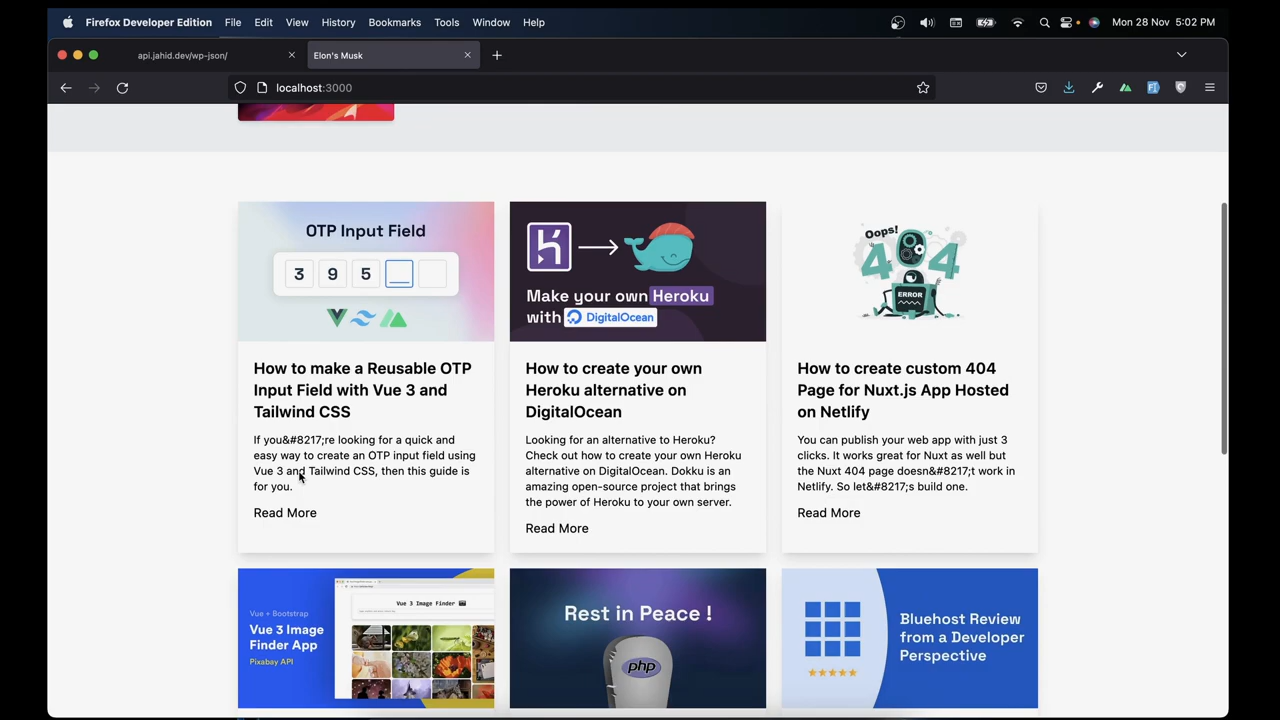 Firefox Developer Edition File Edit View History Bookmarks Tools Window Help Mon 28 Nov 5:02 PM
api.jahid.dev/wp-json/ Elon's Musk
localhost:3000
OTP Input Field
3 9 5
Make your own Heroku
with DigitalOcean
Oops!
4 4
ERROR
How to make a Reusable OTP
Input Field with Vue 3 and
Tailwind CSS
If you&#8217;re looking for a quick and
easy way to create an OTP input field using
Vue 3 and Tailwind CSS, then this guide is
for you.
Read More
How to create your own
Heroku alternative on
DigitalOcean
Looking for an alternative to Heroku?
Check out how to create your own Heroku
alternative on DigitalOcean. Dokku is an
amazing open-source project that brings
the power of Heroku to your own server.
Read More
How to create custom 404
Page for Nuxt.js App Hosted
on Netlify
You can publish your web app with just 3
clicks. It works great for Nuxt as well but
the Nuxt 404 page doesn&#8217;t work in
Netlify. So let&#8217;s build one.
Read More
Vue + Bootstrap
Vue 3 Image
Finder App
Pixabay API
Vue 3 Image Finder
Rest in Peace !
php
Bluehost Review
from a Developer
Perspective